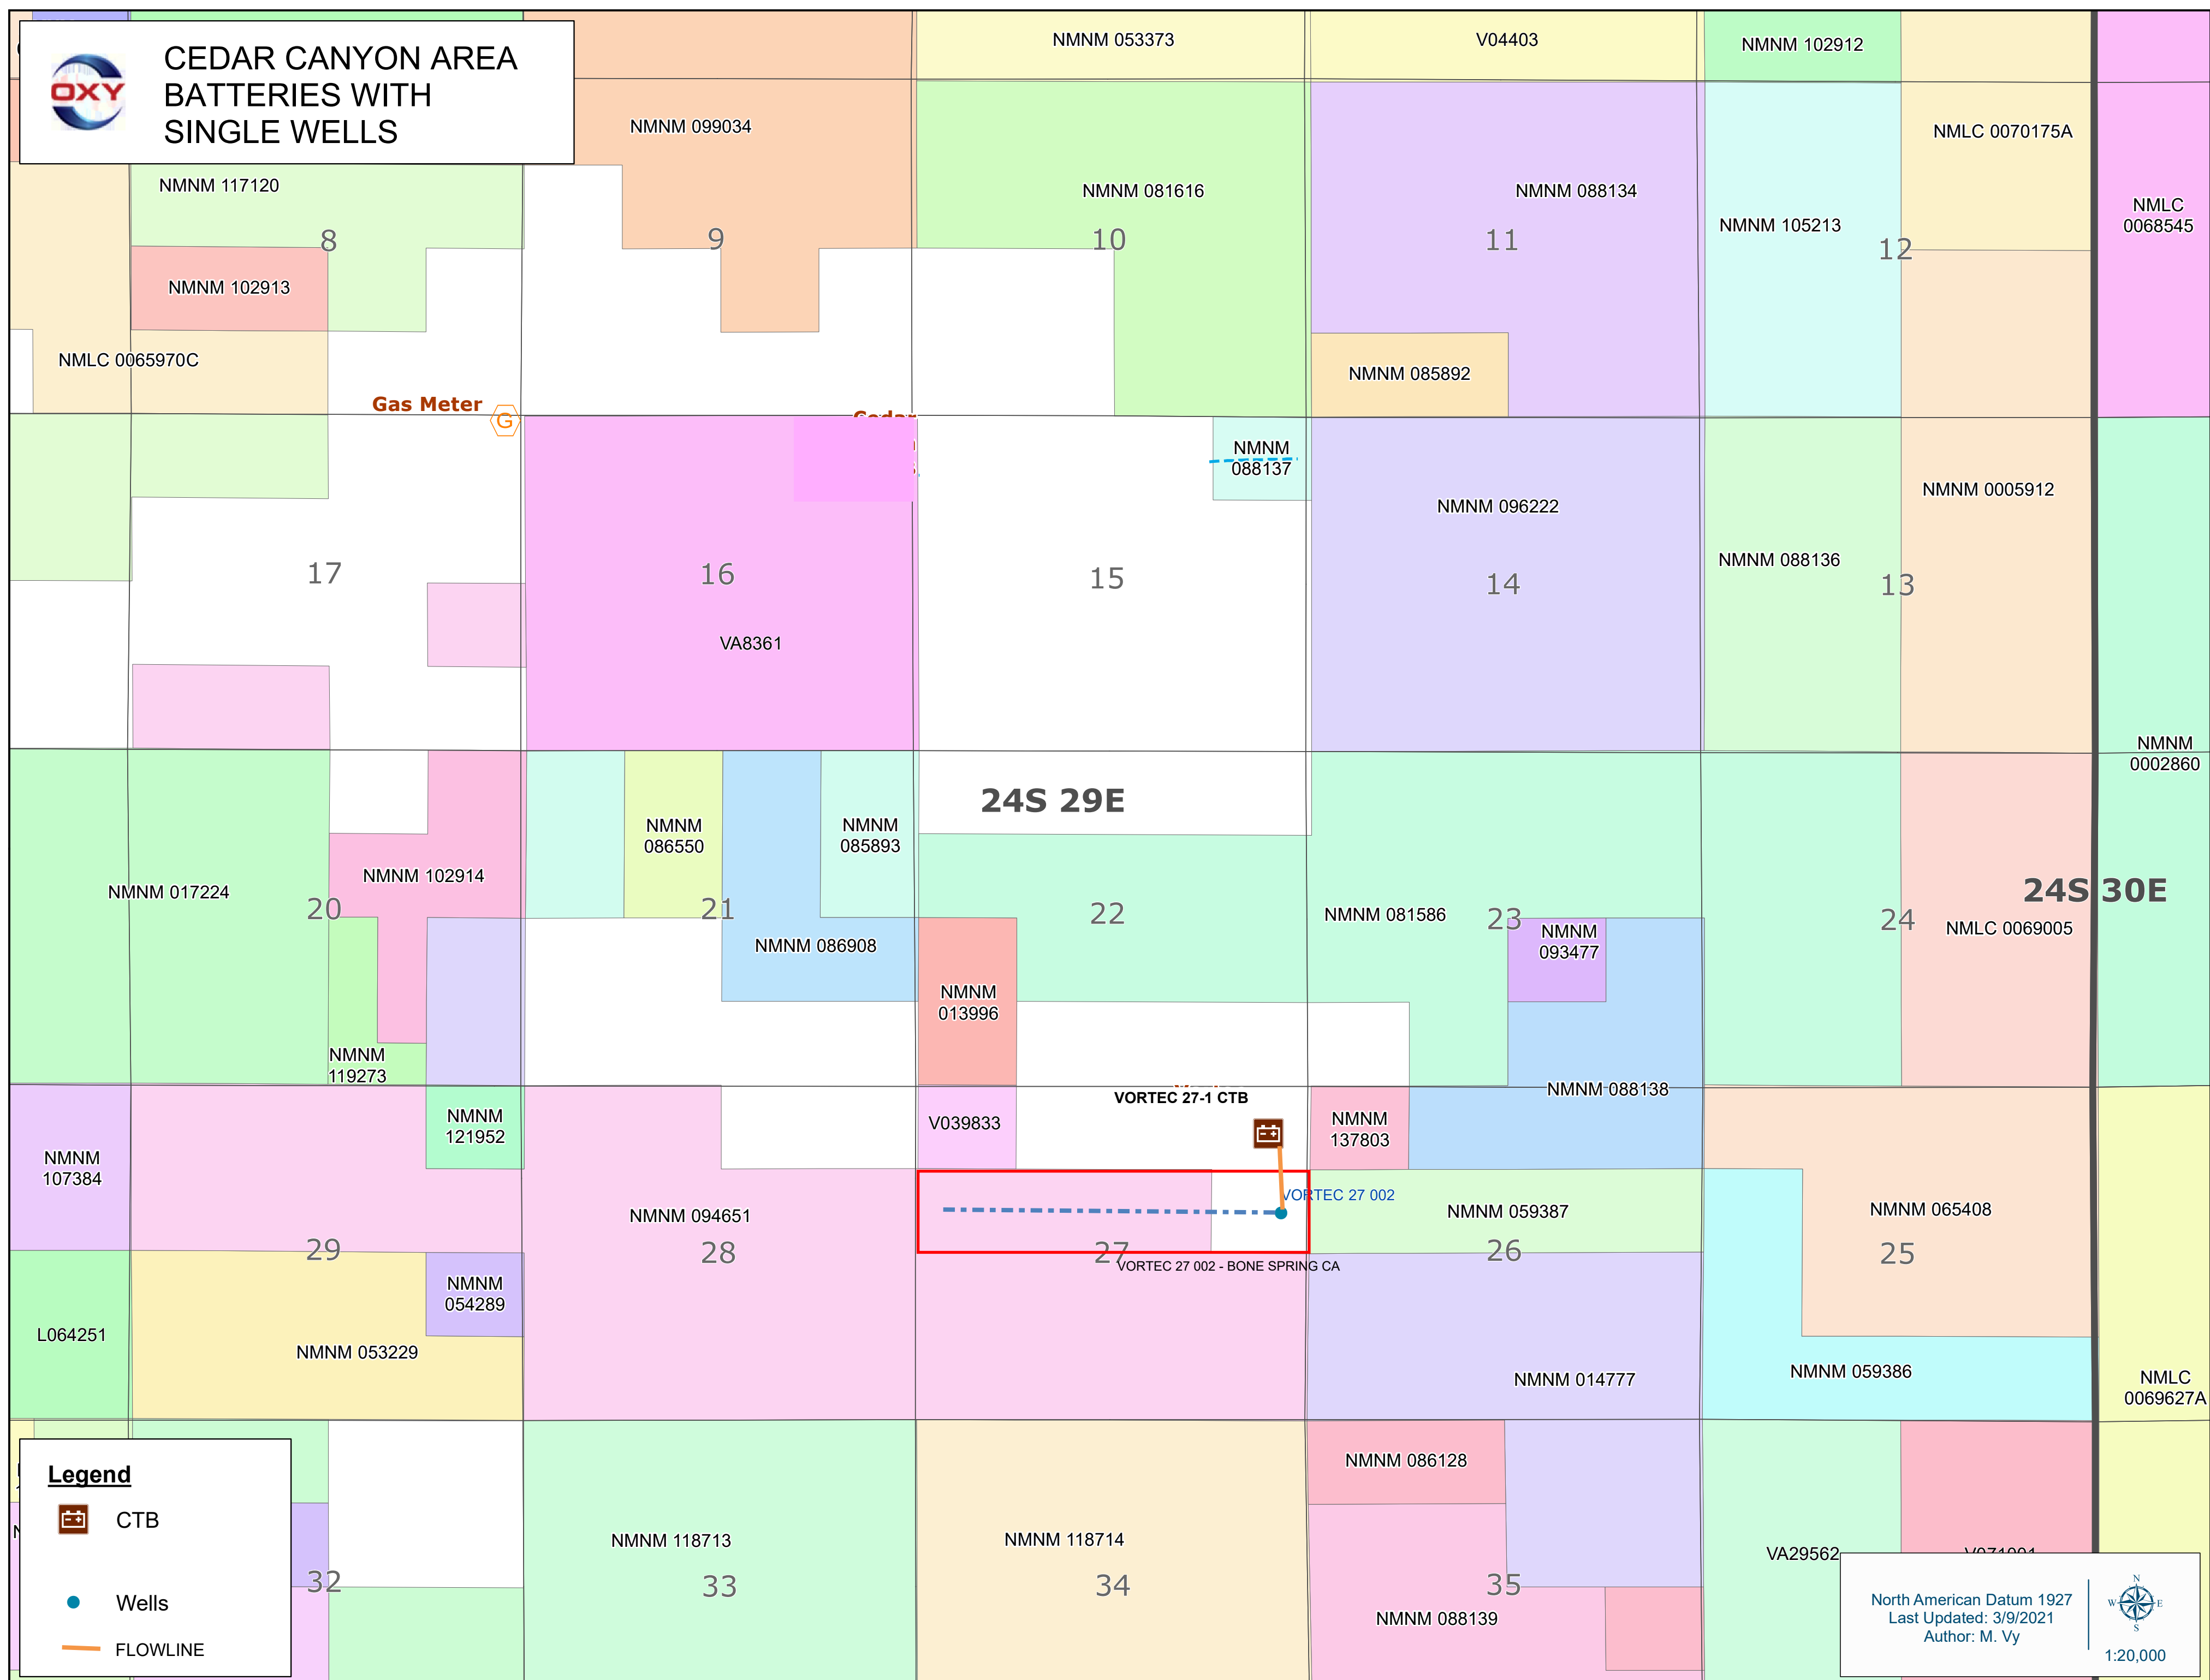 OXY
CEDAR CANYON AREA
BATTERIES WITH
SINGLE WELLS
NMNM 053373
V04403
NMNM 102912
NMNM 099034
NMLC 0070175A
NMNM 117120
NMNM 081616
NMNM 088134
NMNM 105213
NMLC
0068545
8
9
10
11
12
NMNM 102913
NMLC 0065970C
NMNM 085892
Gas Meter
G
Cedar
NMNM
088137
NMNM 096222
NMNM 0005912
NMNM 088136
17
16
15
14
13
VA8361
NMNM
0002860
24S 29E
NMNM
086550
NMNM
085893
NMNM 102914
NMNM 017224
24S 30E
20
21
22
NMNM 081586
23
24
NMLC 0069005
NMNM 086908
NMNM
093477
NMNM
013996
NMNM
119273
NMNM 088138
VORTEC 27-1 CTB
NMNM
121952
V039833
NMNM
137803
NMNM
107384
VORTEC 27 002
NMNM 094651
NMNM 059387
NMNM 065408
29
28
27
26
25
VORTEC 27 002 - BONE SPRING CA
NMNM
054289
L064251
NMNM 053229
NMNM 014777
NMNM 059386
NMLC
0069627A
NMNM 086128
Legend
CTB
Wells
FLOWLINE
NMNM 118713
NMNM 118714
VA29562
32
33
34
35
NMNM 088139
North American Datum 1927
Last Updated: 3/9/2021
Author: M. Vy
N
W
E
S
1:20,000